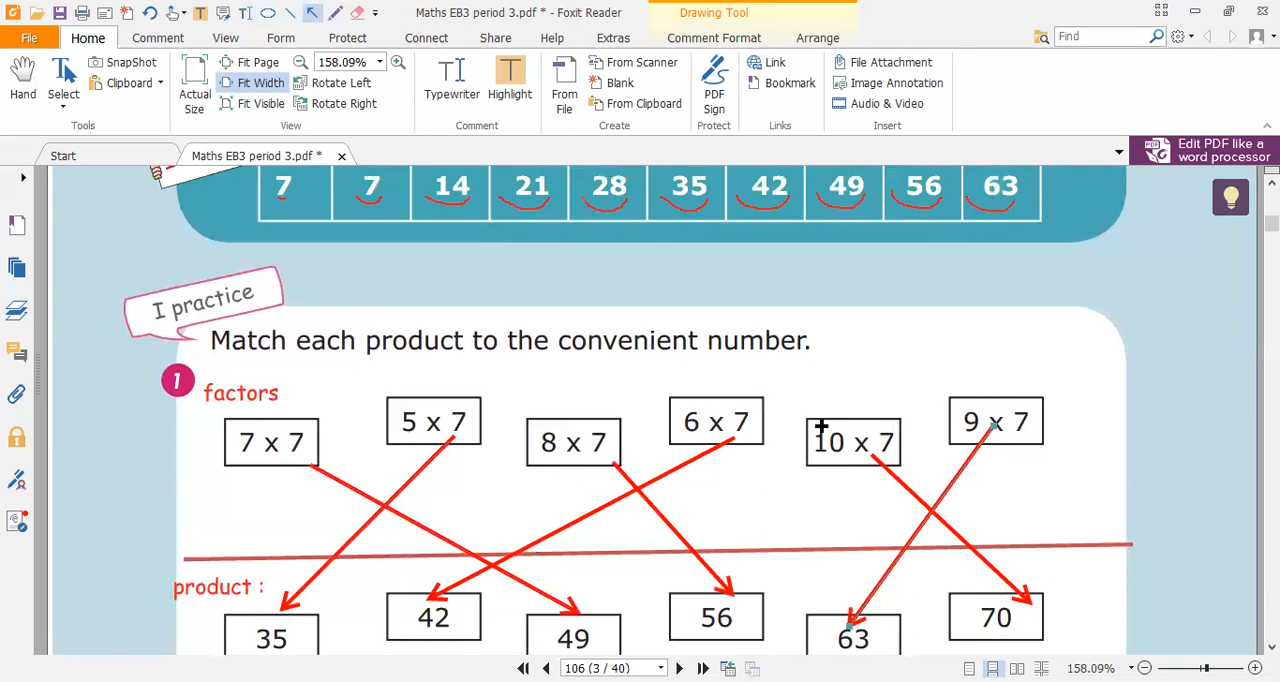 Maths EB3 period 3.pdf * - Foxit Reader
Drawing Tool
File
Home
Comment
View
Form
Protect
Connect
Share
Help
Extras
Comment Format
Arrange
Find
Hand
Select
SnapShot
Clipboard
Tools
Actual Size
Fit Page
Fit Width
Fit Visible
158.09%
Rotate Left
Rotate Right
View
Typewriter
Highlight
Comment
From File
From Scanner
Blank
From Clipboard
Create
PDF Sign
Protect
Link
Bookmark
Links
File Attachment
Image Annotation
Audio & Video
Insert
Start
Maths EB3 period 3.pdf *
Edit PDF like a
word processor
7 7 14 21 28 35 42 49 56 63
I practice
Match each product to the convenient number.
1
factors
7 x 7
5 x 7
8 x 7
6 x 7
10 x 7
9 x 7
product :
35
42
49
56
63
70
106 (3 / 40)
158.09%